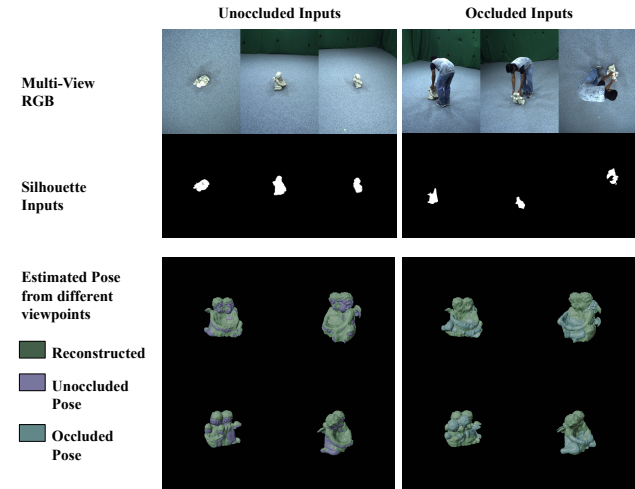 Unoccluded Inputs
Occluded Inputs
Multi-View
RGB
Silhouette
Inputs
Estimated Pose
from different
viewpoints
Reconstructed
Unoccluded
Pose
Occluded
Pose